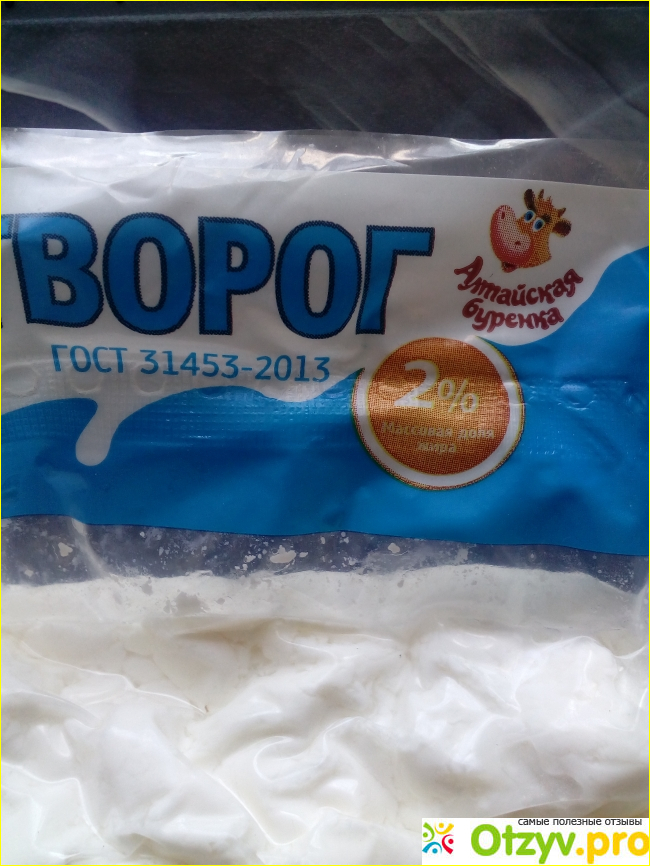 ТВОРОГ
Алтайская
буренка
ГОСТ 31453-2013
2%
Массовая доля
жира
самые полезные отзывы
Otzyv.pro